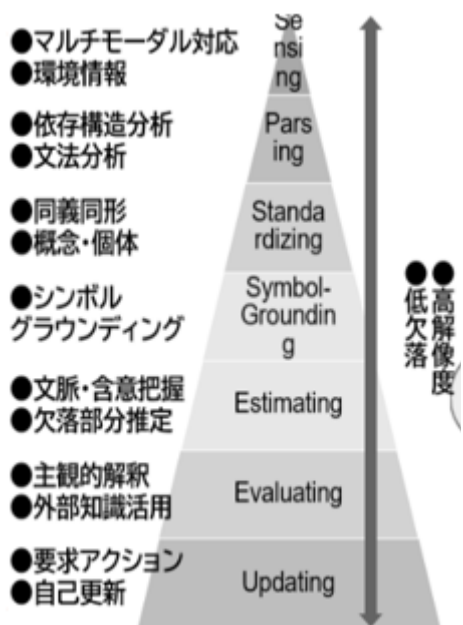 ●マルチモーダル対応
●環境情報
Se
nsi
ng
●依存構造分析
●文法分析
Pars
ing
●同義同形
●概念・個体
Standa
rdizing
●シンボル
グラウンディング
Symbol-
Groundin
g
●文脈・含意把握
●欠落部分推定
Estimating
●主観的解釈
●外部知識活用
Evaluating
●要求アクション
●自己更新
Updating
●高解像度
●低欠落